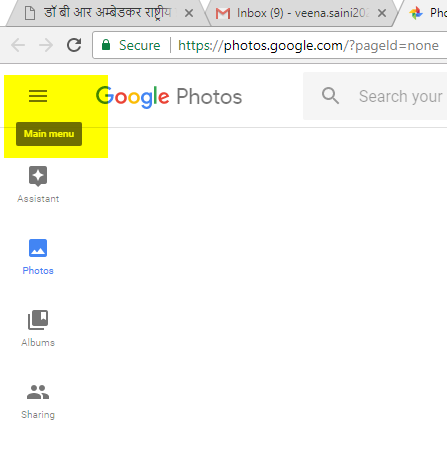 डॉ बी आर अम्बेडकर राष्ट्रीय
Inbox (9) - veena.saini202
Pho
Secure
https://photos.google.com/?pageId=none
Google Photos
Search your
Main menu
Assistant
Photos
Albums
Sharing